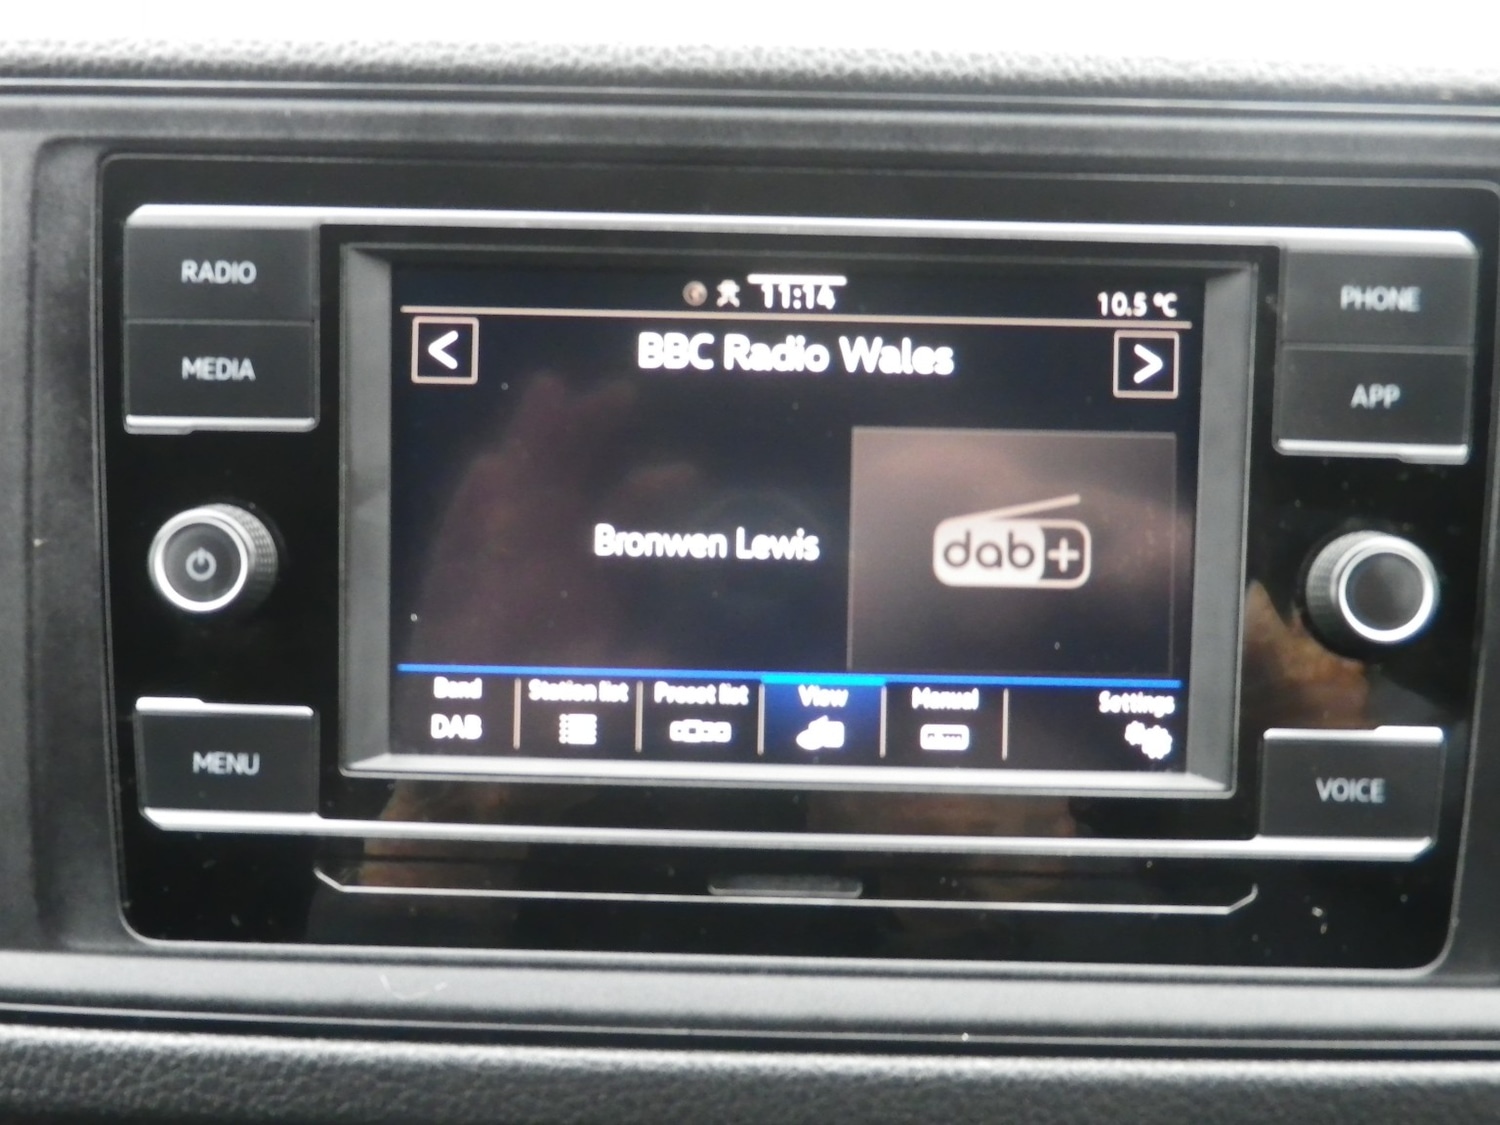 RADIO
MEDIA
MENU
PHONE
APP
VOICE
11:14
10.5 °C
<
BBC Radio Wales
>
Bronwen Lewis
dab+
Band
DAB
Station list
Preset list
View
Manual
Settings